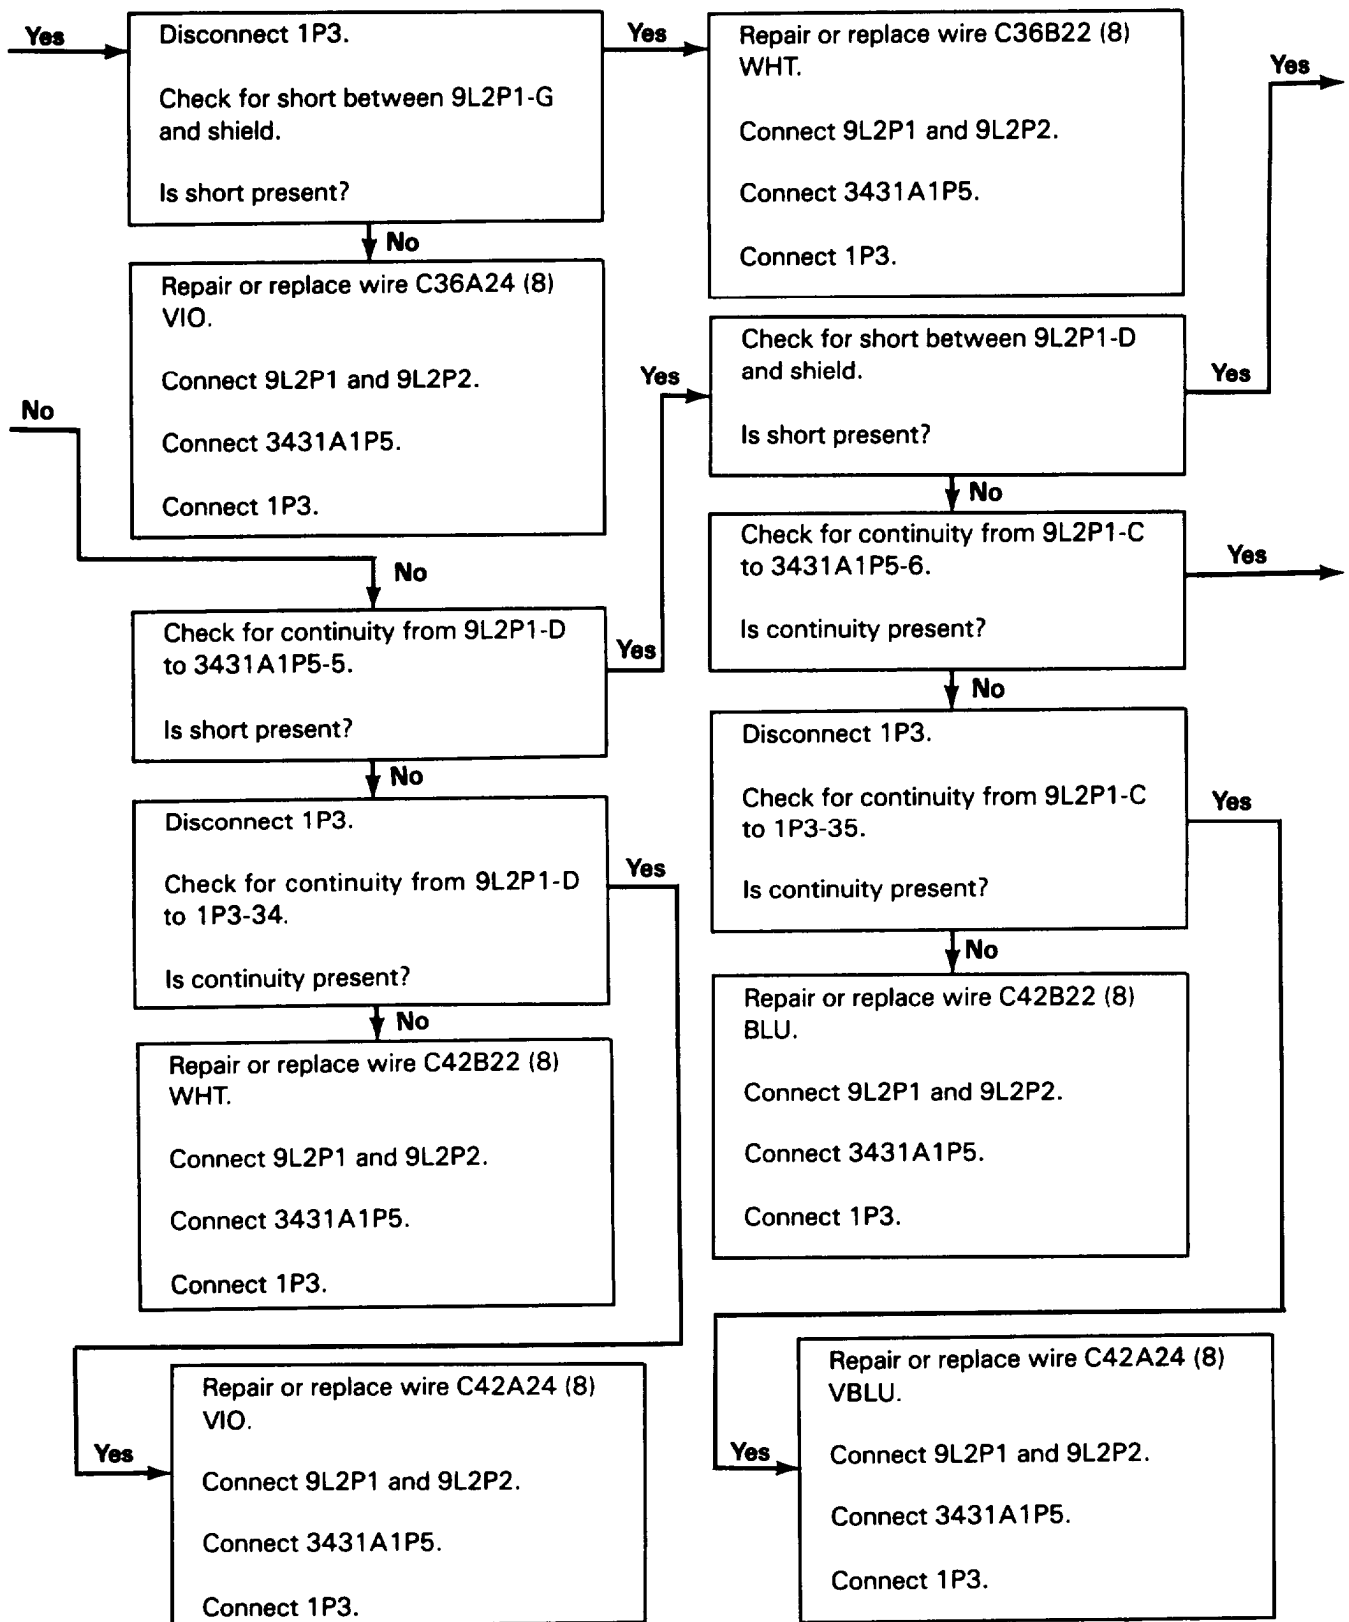 Yes
Disconnect 1P3.
Check for short between 9L2P1-G
and shield.
Is short present?
Yes
Repair or replace wire C36B22 (8)
WHT.
Connect 9L2P1 and 9L2P2.
Connect 3431A1P5.
Connect 1P3.
Yes
No
Repair or replace wire C36A24 (8)
VIO.
Connect 9L2P1 and 9L2P2.
Connect 3431A1P5.
Connect 1P3.
Yes
Check for short between 9L2P1-D
and shield.
Is short present?
Yes
No
No
Check for continuity from 9L2P1-C
to 3431A1P5-6.
Is continuity present?
Yes
No
Check for continuity from 9L2P1-D
to 3431A1P5-5.
Is short present?
Yes
No
Disconnect 1P3.
Check for continuity from 9L2P1-C
to 1P3-35.
Is continuity present?
Yes
No
Disconnect 1P3.
Check for continuity from 9L2P1-D
to 1P3-34.
Is continuity present?
Yes
No
Repair or replace wire C42B22 (8)
BLU.
Connect 9L2P1 and 9L2P2.
Connect 3431A1P5.
Connect 1P3.
No
Repair or replace wire C42B22 (8)
WHT.
Connect 9L2P1 and 9L2P2.
Connect 3431A1P5.
Connect 1P3.
Yes
Repair or replace wire C42A24 (8)
VIO.
Connect 9L2P1 and 9L2P2.
Connect 3431A1P5.
Connect 1P3.
Yes
Repair or replace wire C42A24 (8)
VBLU.
Connect 9L2P1 and 9L2P2.
Connect 3431A1P5.
Connect 1P3.